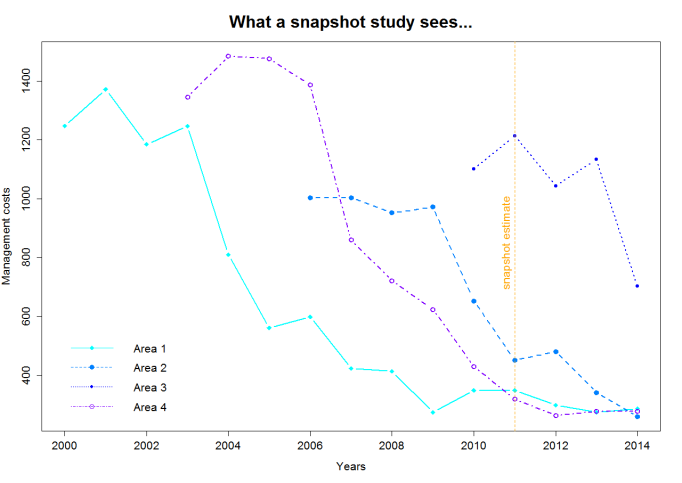 What a snapshot study sees...
Management costs
1400
1200
1000
800
600
400
snapshot estimate
Area 1
Area 2
Area 3
Area 4
2000 2002 2004 2006 2008 2010 2012 2014
Years